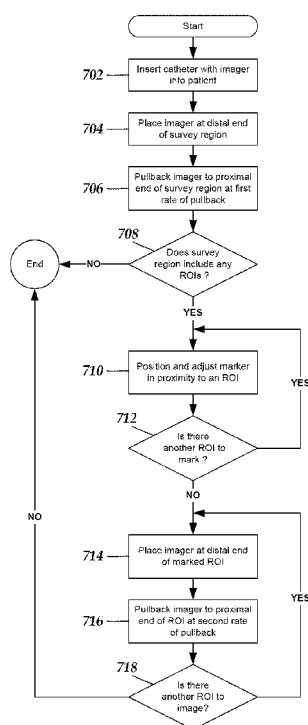 Start
702
Insert catheter with imager
into patient
704
Place imager at distal end
of survey region
706
Pullback imager to proximal
end of survey region at first
rate of pullback
708
Does survey
region include any
ROIs ?
NO
End
YES
710
Position and adjust marker
in proximity to an ROI
YES
712
Is there
another ROI to
mark ?
NO
NO
714
Place imager at distal end
of marked ROI
YES
716
Pullback imager to proximal
end of ROI at second rate
of pullback
718
Is there
another ROI to
image?